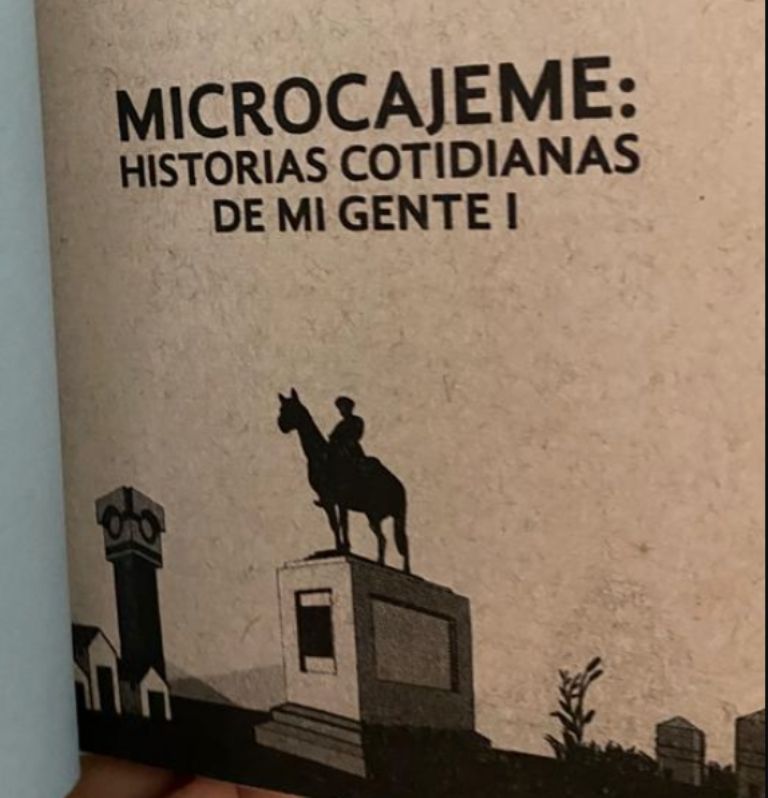 MICROCAJEME:
HISTORIAS COTIDIANAS
DE MI GENTE I